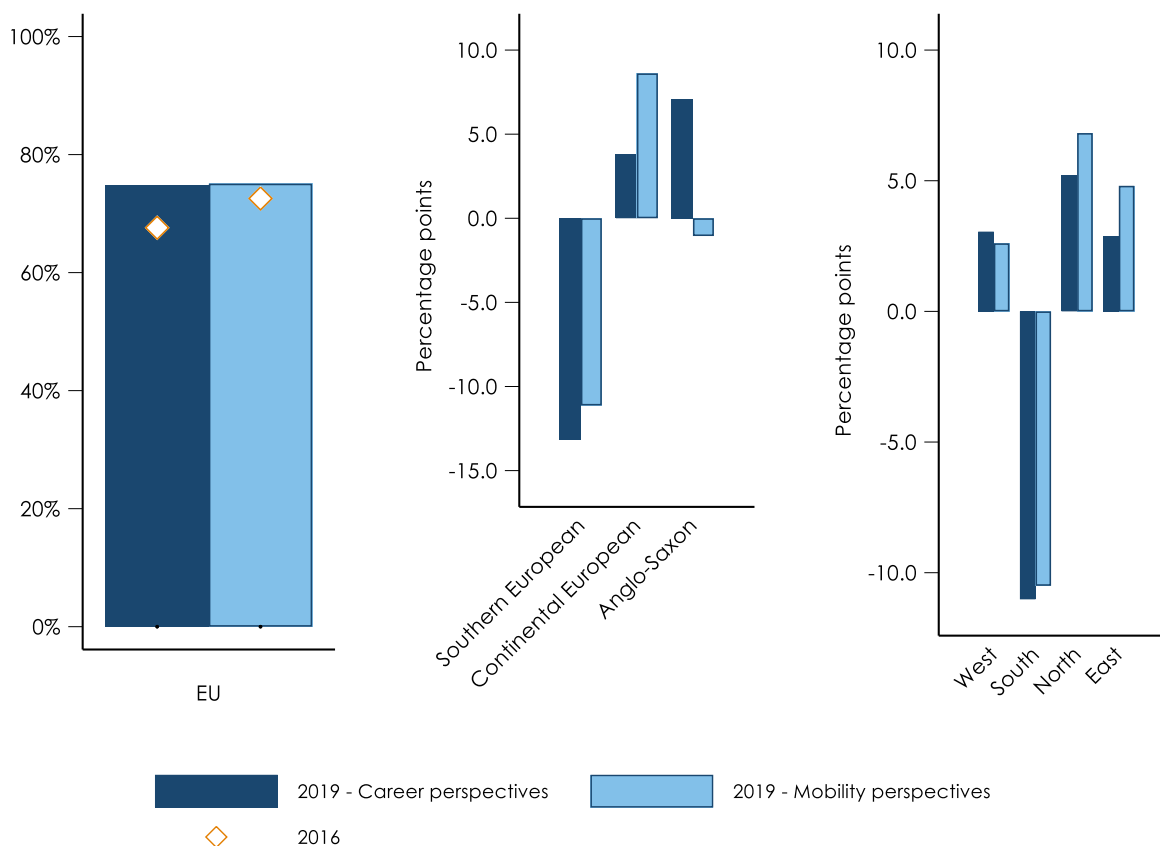 100%
80%
60%
40%
20%
0%
EU
Percentage points
10.0
5.0
0.0
-5.0
-10.0
-15.0
Southern European
Continental European
Anglo-Saxon
Percentage points
10.0
5.0
0.0
-5.0
-10.0
West
South
North
East
2019 - Career perspectives
2019 - Mobility perspectives
2016